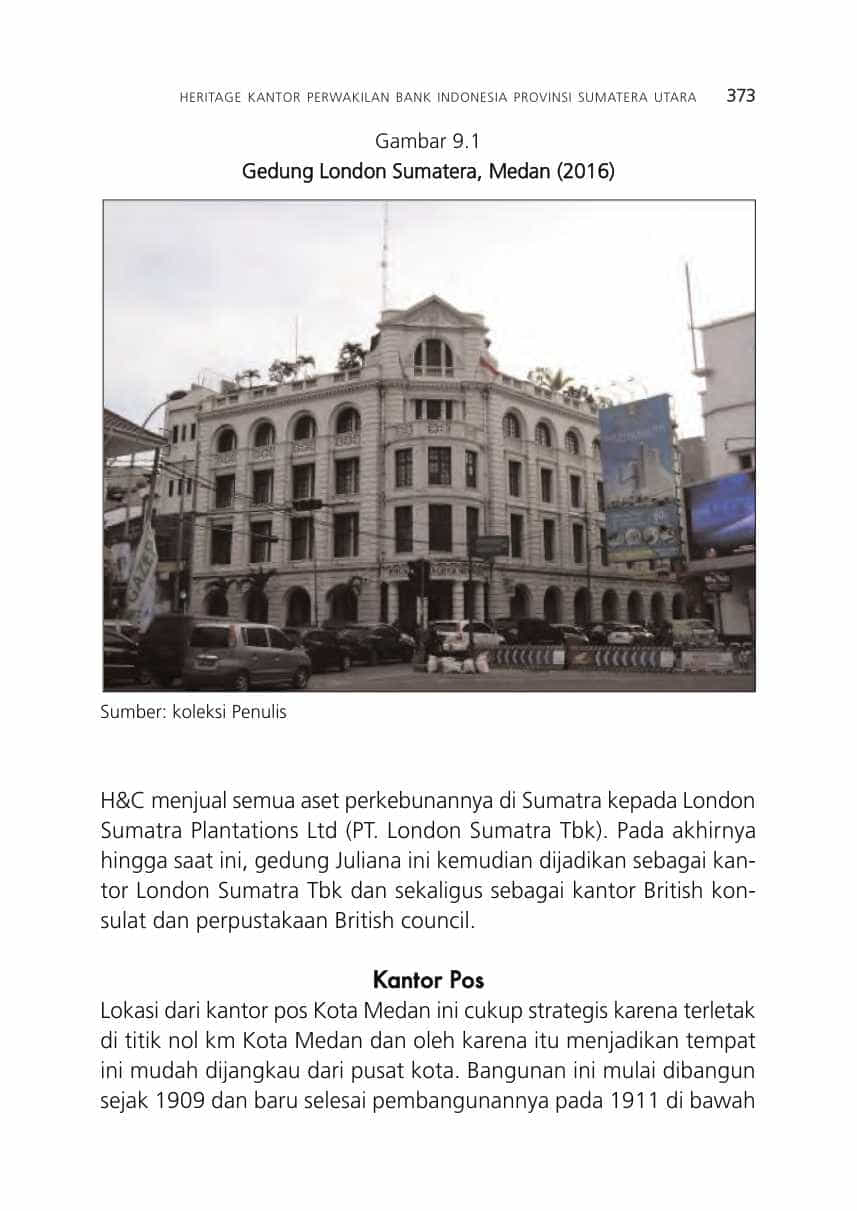 HERITAGE KANTOR PERWAKILAN BANK INDONESIA PROVINSI SUMATERA UTARA 373
Gambar 9.1
Gedung London Sumatera, Medan (2016)
GAZEB
Sumber: koleksi Penulis
H&C menjual semua aset perkebunannya di Sumatra kepada London
Sumatra Plantations Ltd (PT. London Sumatra Tbk). Pada akhirnya
hingga saat ini, gedung Juliana ini kemudian dijadikan sebagai kan-
tor London Sumatra Tbk dan sekaligus sebagai kantor British kon-
sulat dan perpustakaan British council.
Kantor Pos
Lokasi dari kantor pos Kota Medan ini cukup strategis karena terletak
di titik nol km Kota Medan dan oleh karena itu menjadikan tempat
ini mudah dijangkau dari pusat kota. Bangunan ini mulai dibangun
sejak 1909 dan baru selesai pembangunannya pada 1911 di bawah